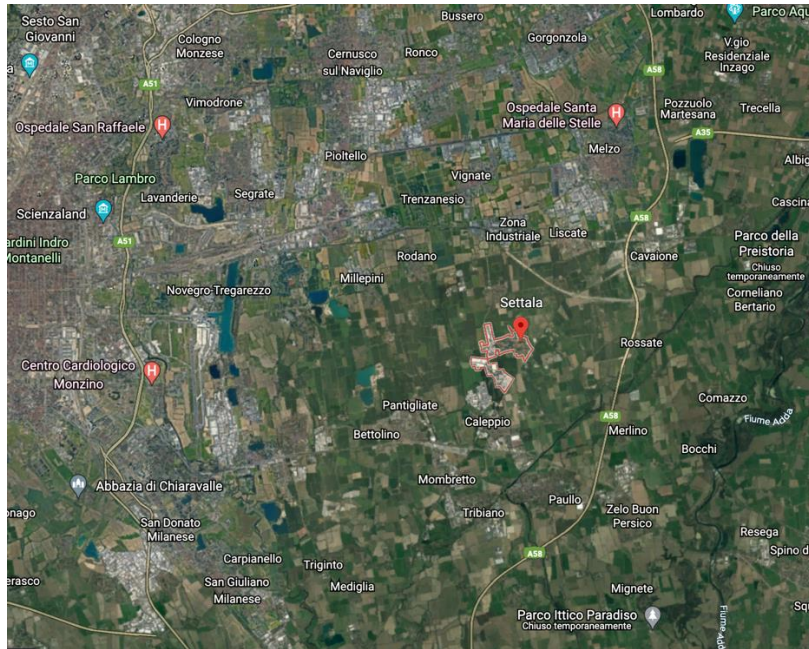 Sesto San
Giovanni
Cologno
Monzese
Bussero
Lombardo
Parco Aqu
Ronco
Gorgonzola
Cernusco
sul Naviglio
V.gio
Residenziale
Inzago
A51
A58
Vimodrone
Ospedale Santa
Maria delle Stelle
Pozzuolo
Martesana
Trecella
Ospedale San Raffaele
A35
Pioltello
Melzo
Albig
Parco Lambro
Vignate
Lavanderie
Segrate
Trenzanesio
Cascina
Scienzaland
Zona
Industriale
Liscate
A58
A51
ardini Indro
Montanelli
Rodano
Cavaione
Parco della
Preistoria
Chiuso
temporaneamente
Millepini
Novegro-Tregarezzo
Corneliano
Bertario
Settala
Rossate
Centro Cardiologico
Monzino
Comazzo
Pantigliate
A58
Caleppio
Merlino
Fiume Adda
Bettolino
Bocchi
Mombretto
Abbazia di Chiaravalle
Paullo
onago
Tribiano
Zelo Buon
Persico
San Donato
Milanese
Resega
A58
Spino d
Carpianello
Triginto
erasco
San Giuliano
Milanese
Mediglia
Mignete
Squ
Parco Ittico Paradiso
Chiuso temporaneamente
Fiume